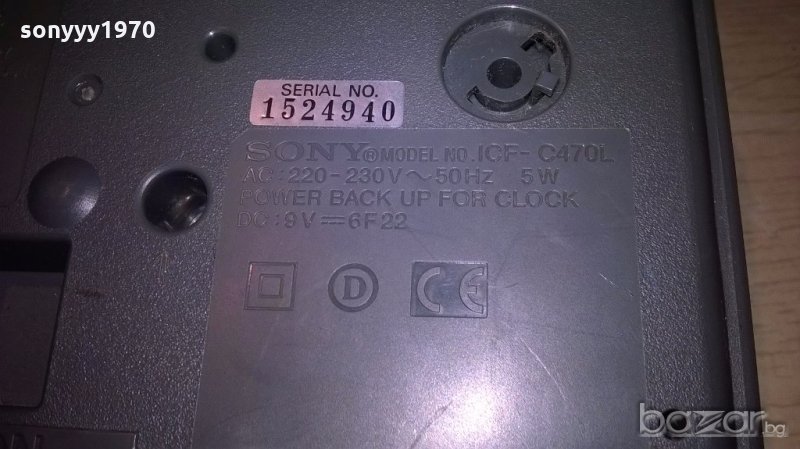 sonyyy1970
SERIAL NO.
1524940
SONY® MODEL NO. ICF-C470L
AC:220-230V~50Hz 5W
POWER BACK UP FOR CLOCK
DC:9V⎓6F22
D
CE
bazar.bg